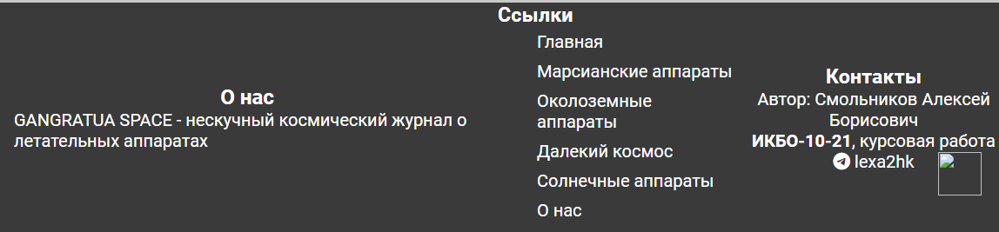 О нас
GANGRATUA SPACE - нескучный космический журнал о
летательных аппаратах
Ссылки
Главная
Марсианские аппараты
Околоземные
аппараты
Далекий космос
Солнечные аппараты
О нас
Контакты
Автор: Смольников Алексей
Борисович
ИКБО-10-21, курсовая работа
lexa2hk